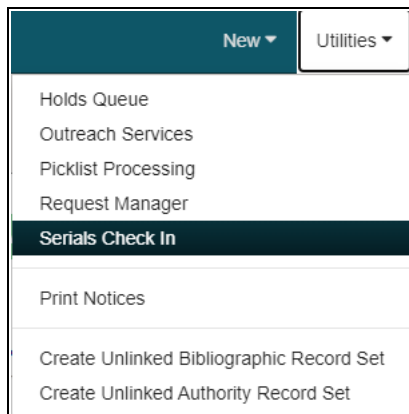 New Utilities
Holds Queue
Outreach Services
Picklist Processing
Request Manager
Serials Check In
Print Notices
Create Unlinked Bibliographic Record Set
Create Unlinked Authority Record Set